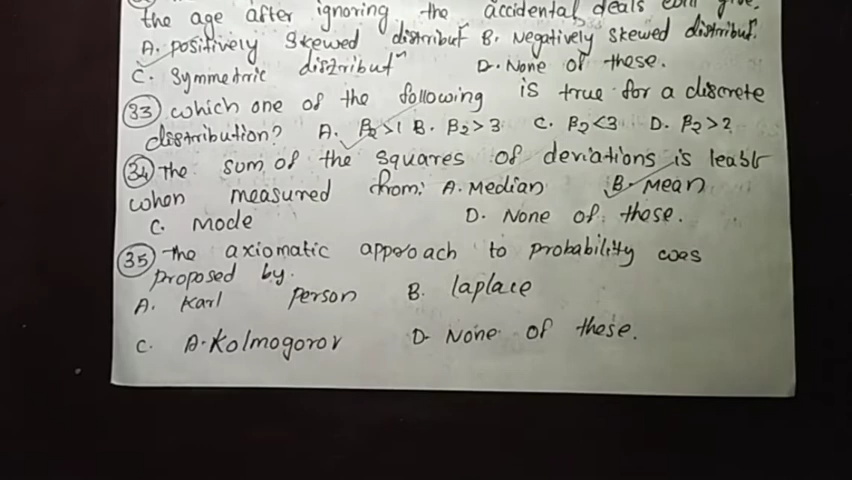 the age after ignoring the accidental deals
A. positively skewed distribut B. Negatively skewed distribut.
C. Symmetric distributⁿ D. None of these.
33 which one of the following is true for a discrete
distribution? A. β2>1 B. β2>3 C. β2<3 D. β2>2
34 The sum of the squares of deviations is least
when measured from: A. Median B. Mean
C. Mode D. None of these.
35 The axiomatic approach to probability was
proposed by.
A. Karl Person B. laplace
C. A. Kolmogorov D. None of these.